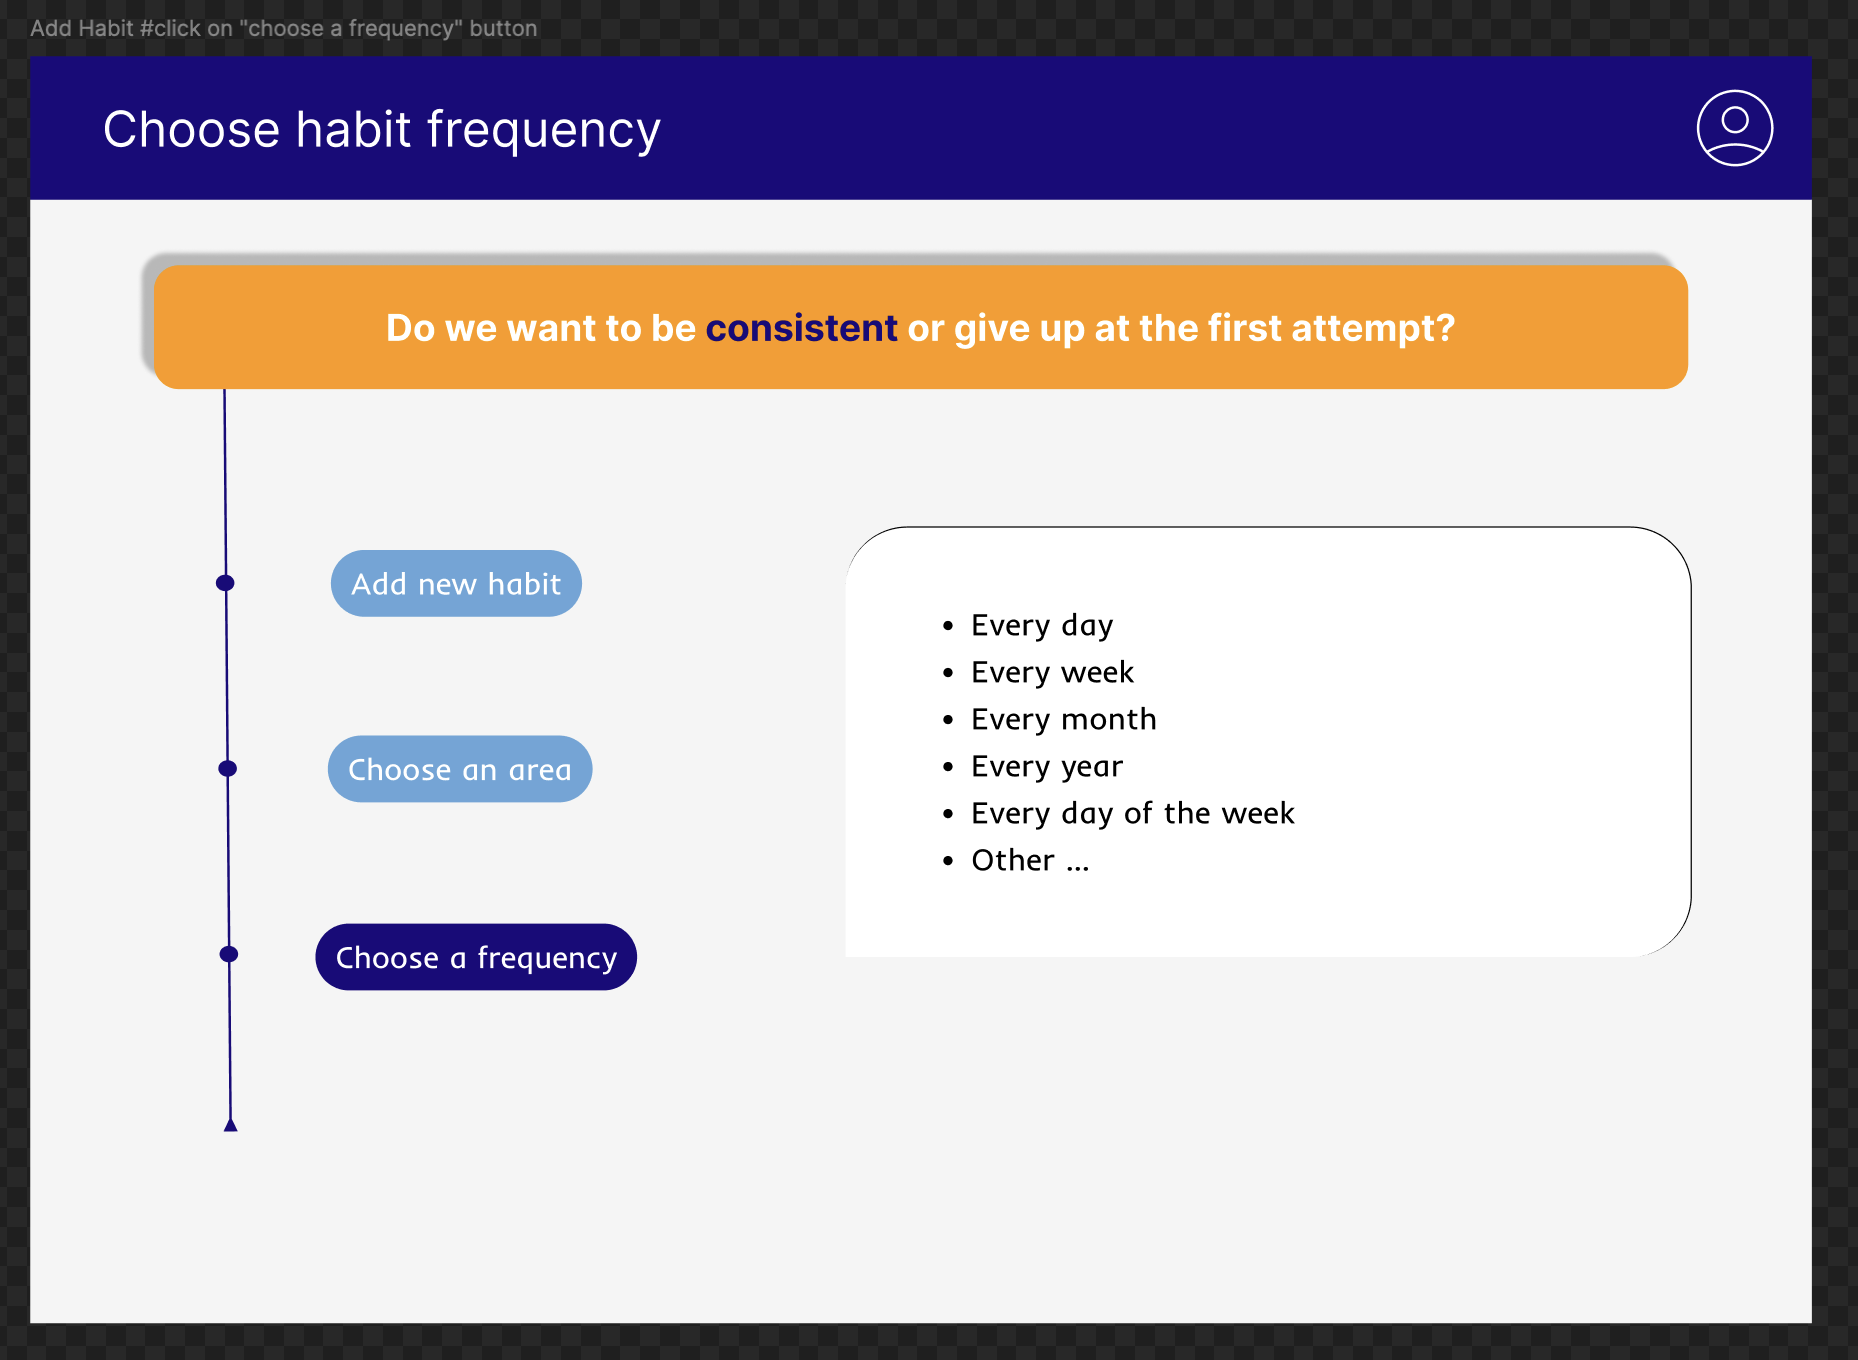 Add Habit #click on "choose a frequency" button
Choose habit frequency
Do we want to be consistent or give up at the first attempt?
Add new habit
Choose an area
Choose a frequency
• Every day
• Every week
• Every month
• Every year
• Every day of the week
• Other ...